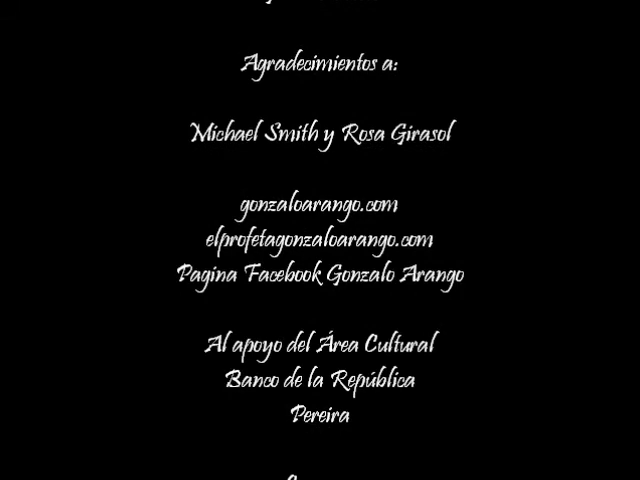 Agradecimientos a:
Michael Smith y Rosa Girasol
gonzaloarango.com
elprofetagonzaloarango.com
Pagina Facebook Gonzalo Arango
Al apoyo del Área Cultural
Banco de la República
Pereira